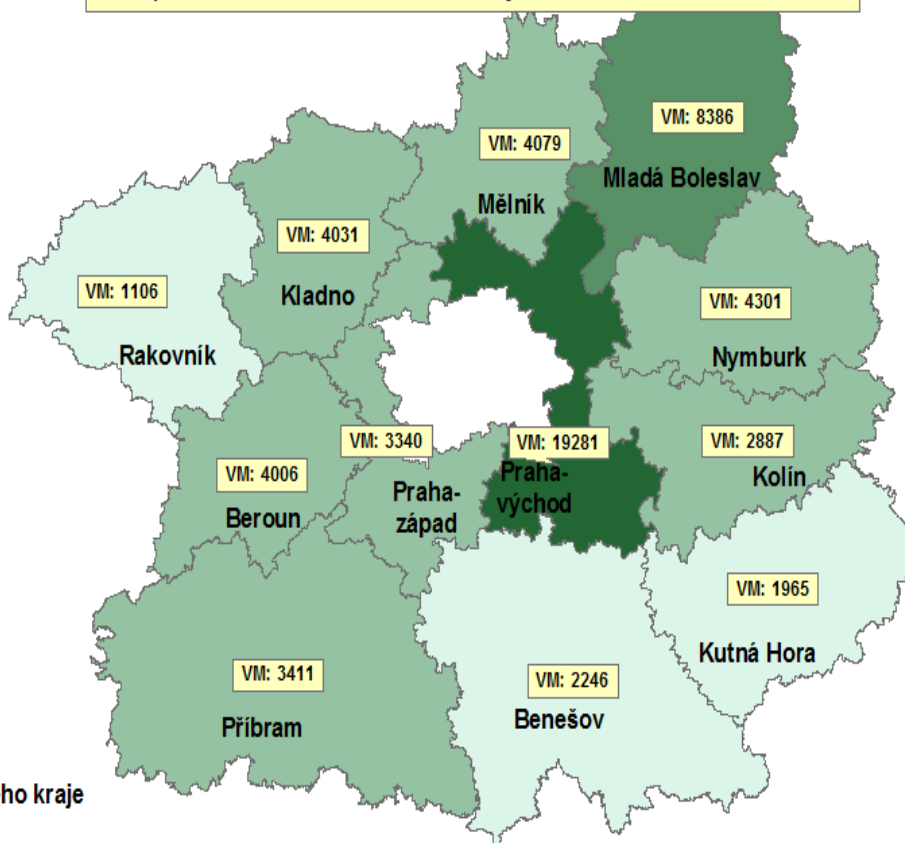 VM: 8386
Mladá Boleslav
VM: 4079
Mělník
VM: 4031
Kladno
VM: 1106
Rakovník
VM: 4301
Nymburk
VM: 2887
Kolín
VM: 3340
Praha-
západ
VM: 19281
Praha-
východ
VM: 4006
Beroun
VM: 1965
Kutná Hora
VM: 3411
Příbram
VM: 2246
Benešov
ho kraje